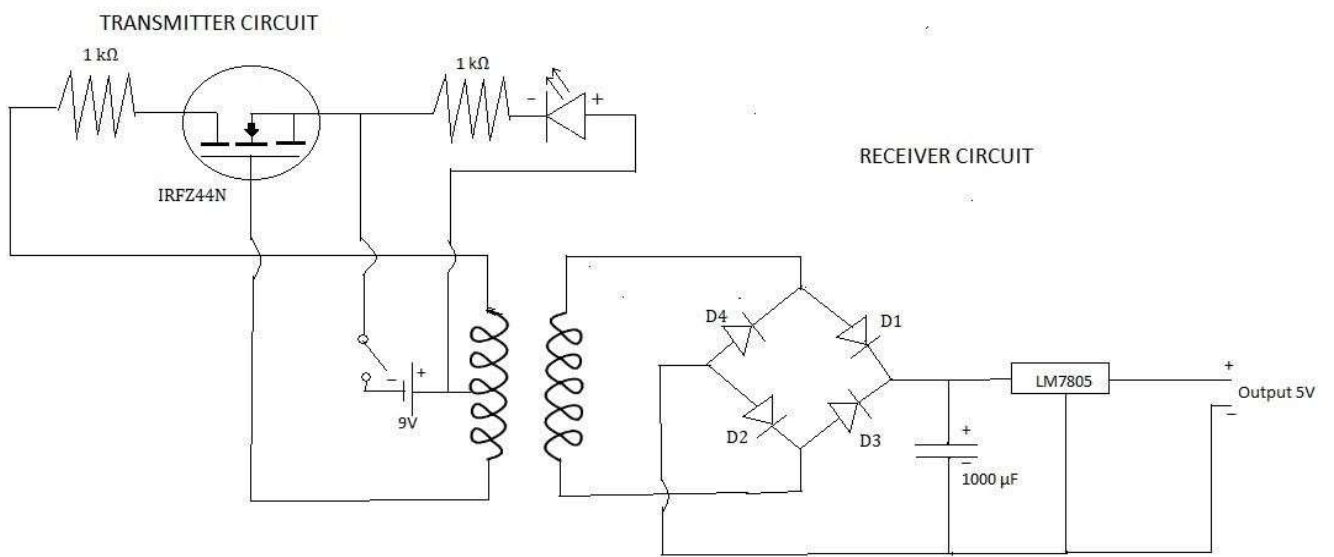 TRANSMITTER CIRCUIT
1 kΩ
1 kΩ
−
+
IRFZ44N
RECEIVER CIRCUIT
−
+
9V
D4
D1
D2
D3
LM7805
+
−
1000 µF
+
Output 5V
−